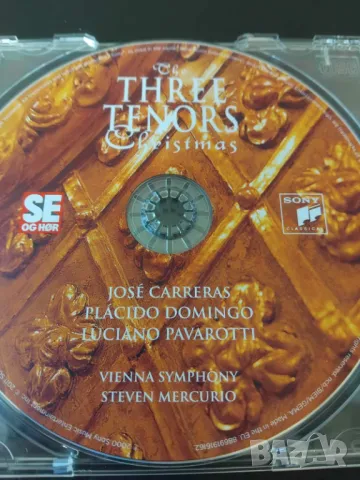 The
THREE
TENORS
Christmas
SE
OG HØR
SONY
CLASSICAL
JOSÉ CARRERAS
PLÁCIDO DOMINGO
LUCIANO PAVAROTTI
VIENNA SYMPHONY
STEVEN MERCURIO
BAZAR